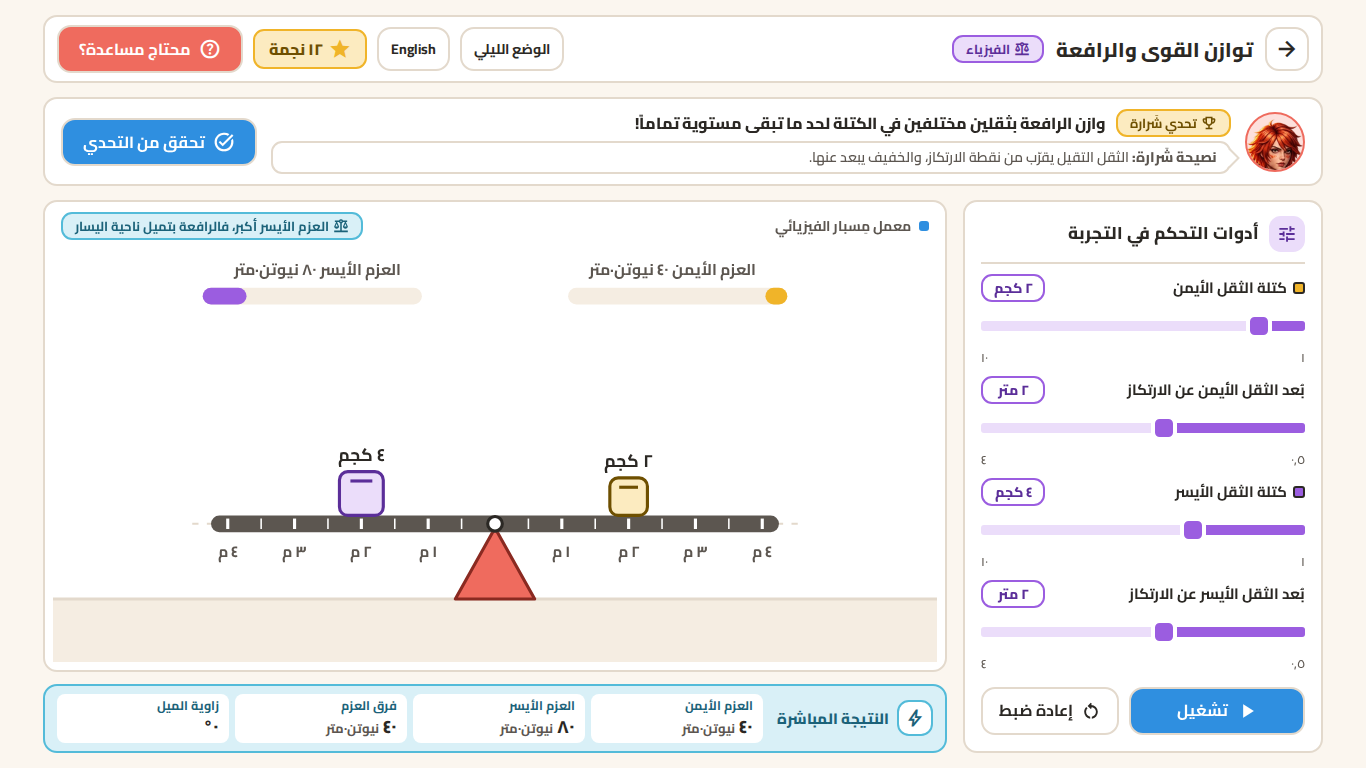 توازن القوى والرافعة
الفيزياء
الوضع الليلي
English
١٢ نجمة
محتاج مساعدة؟
تحدي شرارة
وازن الرافعة بثقلين مختلفين في الكتلة لحد ما تبقى مستوية تماماً!
نصيحة شرارة: الثقل التقيل يقرّب من نقطة الارتكاز، والخفيف يبعد عنها.
تحقق من التحدي
أدوات التحكم في التجربة
كتلة الثقل الأيمن
٢ كجم
١
١٠
بُعد الثقل الأيمن عن الارتكاز
٢ متر
٠٫٥
٤
كتلة الثقل الأيسر
٤ كجم
١
١٠
بُعد الثقل الأيسر عن الارتكاز
٢ متر
٠٫٥
٤
تشغيل
إعادة ضبط
معمل مسبار الفيزيائي
العزم الأيسر أكبر، فالرافعة بتميل ناحية اليسار
العزم الأيمن ٤٠ نيوتن·متر
العزم الأيسر ٨٠ نيوتن·متر
٢ كجم
٤ كجم
٤ م
٣ م
٢ م
١ م
١ م
٢ م
٣ م
٤ م
النتيجة المباشرة
العزم الأيمن
٤٠ نيوتن·متر
العزم الأيسر
٨٠ نيوتن·متر
فرق العزم
٤٠ نيوتن·متر
زاوية الميل
٠°